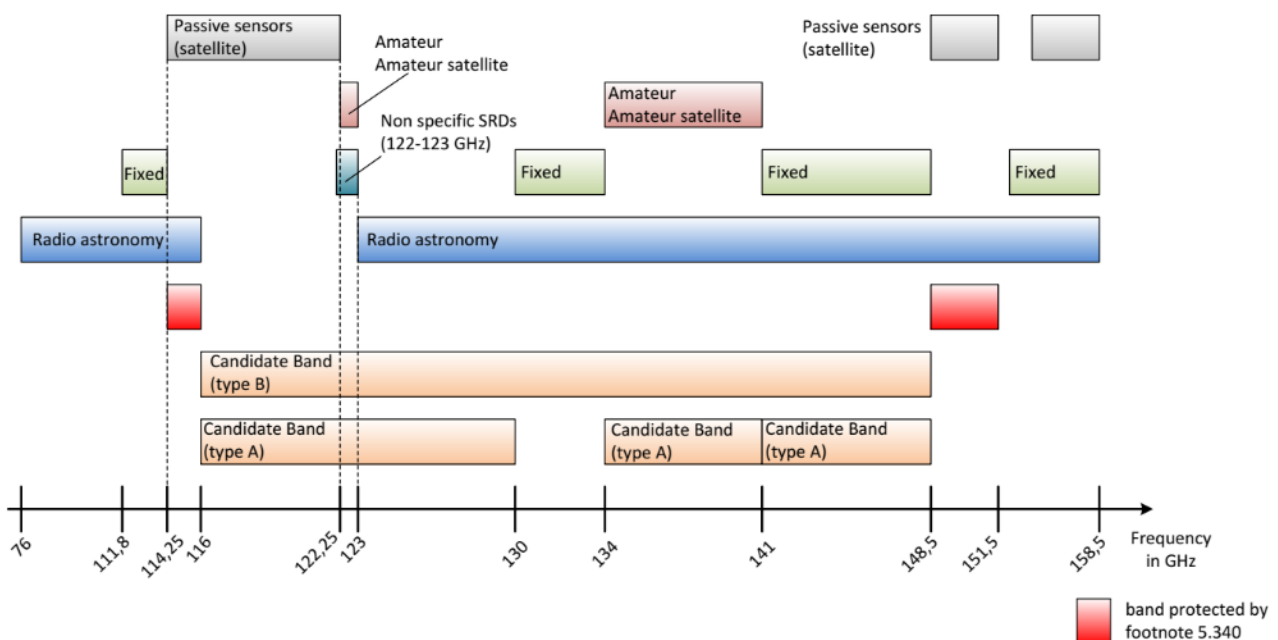 Passive sensors
(satellite)
Amateur
Amateur satellite
Passive sensors
(satellite)
Amateur
Amateur satellite
Non specific SRDs
(122-123 GHz)
Fixed
Fixed
Fixed
Fixed
Radio astronomy
Radio astronomy
Candidate Band
(type B)
Candidate Band
(type A)
Candidate Band
(type A)
Candidate Band
(type A)
76
111,8
114,25
116
122,25
123
130
134
141
148,5
151,5
158,5
Frequency
in GHz
band protected by
footnote 5.340